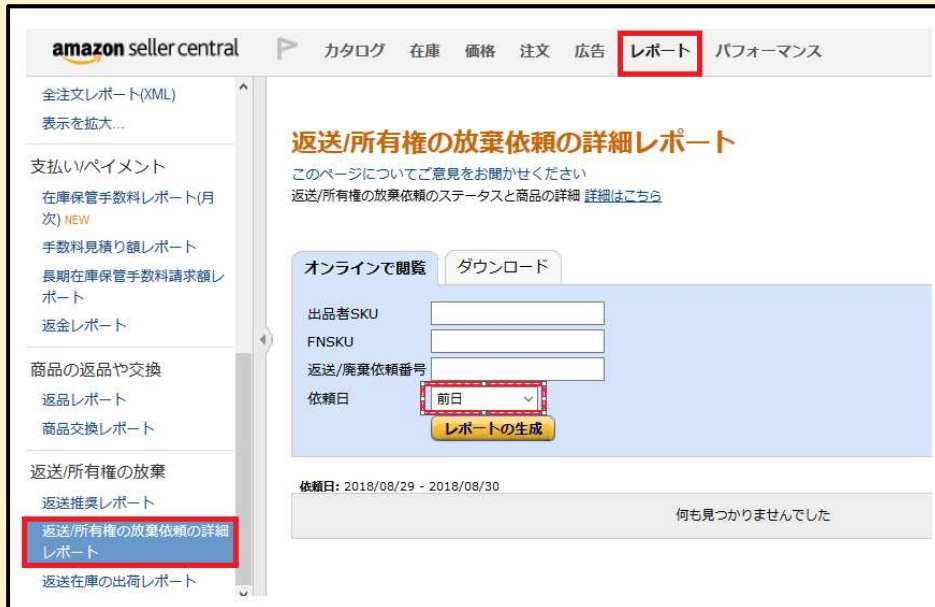 amazon seller central
カタログ 在庫 価格 注文 広告 レポート パフォーマンス
全注文レポート(XML)
表示を拡大...
支払い/ペイメント
在庫保管手数料レポート(月
次) NEW
手数料見積り額レポート
長期在庫保管手数料請求額レ
ポート
返金レポート
商品の返品や交換
返品レポート
商品交換レポート
返送/所有権の放棄
返送推奨レポート
返送/所有権の放棄依頼の詳細
レポート
返送在庫の出荷レポート
返送/所有権の放棄依頼の詳細レポート
このページについてご意見をお聞かせください
返送/所有権の放棄依頼のステータスと商品の詳細 詳細はこちら
オンラインで閲覧 ダウンロード
出品者SKU
FNSKU
返送/廃棄依頼番号
依頼日 前日
レポートの生成
依頼日: 2018/08/29 - 2018/08/30
何も見つかりませんでした